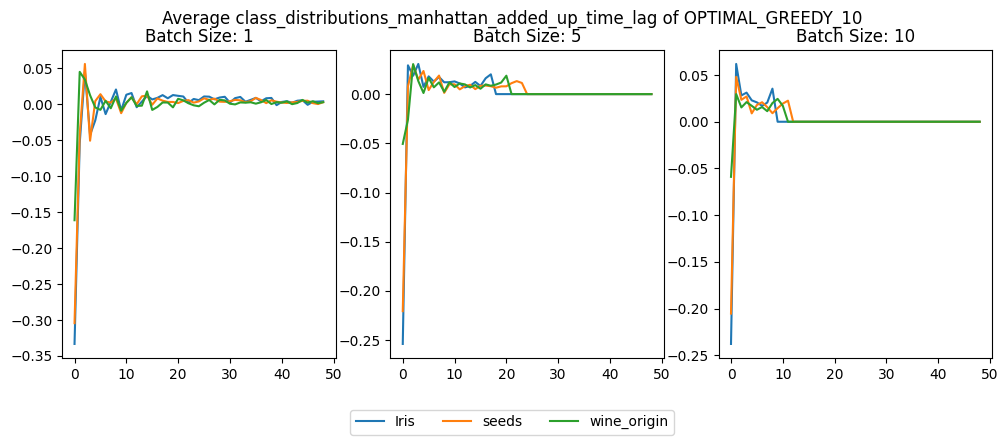 Average class_distributions_manhattan_added_up_time_lag of OPTIMAL_GREEDY_10
Batch Size: 1
Batch Size: 5
Batch Size: 10
0.05
0.00
−0.05
−0.10
−0.15
−0.20
−0.25
−0.30
−0.35
0 10 20 30 40 50
0.00
−0.05
−0.10
−0.15
−0.20
−0.25
0 10 20 30 40 50
0.05
0.00
−0.05
−0.10
−0.15
−0.20
−0.25
0 10 20 30 40 50
Iris seeds wine_origin